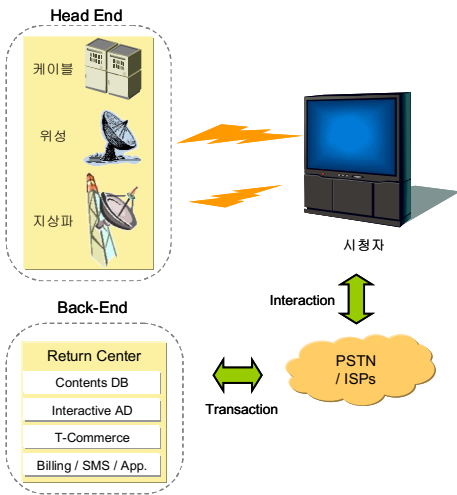 Head End
케이블
위성
지상파
시청자
Interaction
Back-End
Return Center
Contents DB
Interactive AD
T-Commerce
Billing / SMS / App.
Transaction
PSTN
/ ISPs